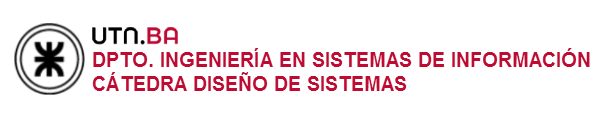 UTN.BA
DPTO. INGENIERÍA EN SISTEMAS DE INFORMACIÓN
CÁTEDRA DISEÑO DE SISTEMAS